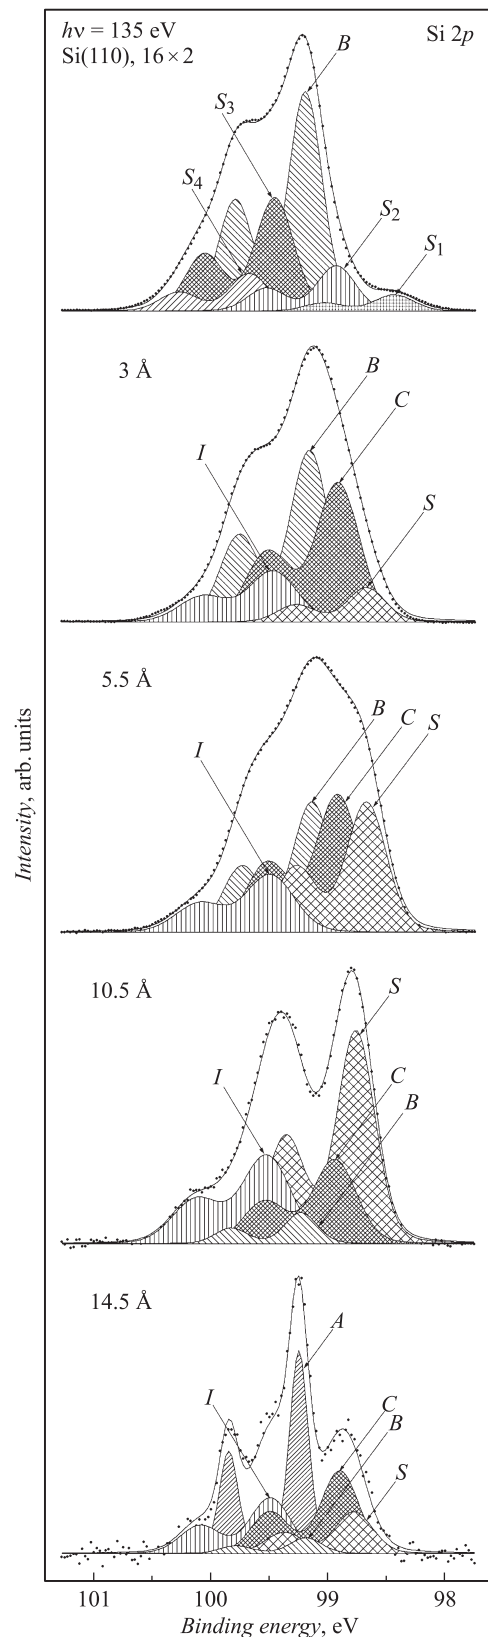 hν = 135 eV
Si(110), 16×2
Si 2p
B
S3
S4
S2
S1
3 Å
B
C
I
S
5.5 Å
B
C
S
I
10.5 Å
S
I
C
B
14.5 Å
A
I
C
B
S
Intensity, arb. units
101 100 99 98
Binding energy, eV